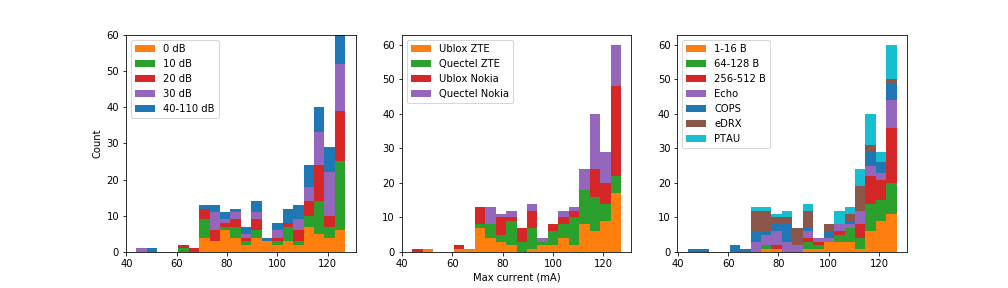 Count
60
50
40
30
20
10
0
0 dB
10 dB
20 dB
30 dB
40-110 dB
40 60 80 100 120
60
50
40
30
20
10
0
Ublox ZTE
Quectel ZTE
Ublox Nokia
Quectel Nokia
40 60 80 100 120
Max current (mA)
60
50
40
30
20
10
0
1-16 B
64-128 B
256-512 B
Echo
COPS
eDRX
PTAU
40 60 80 100 120